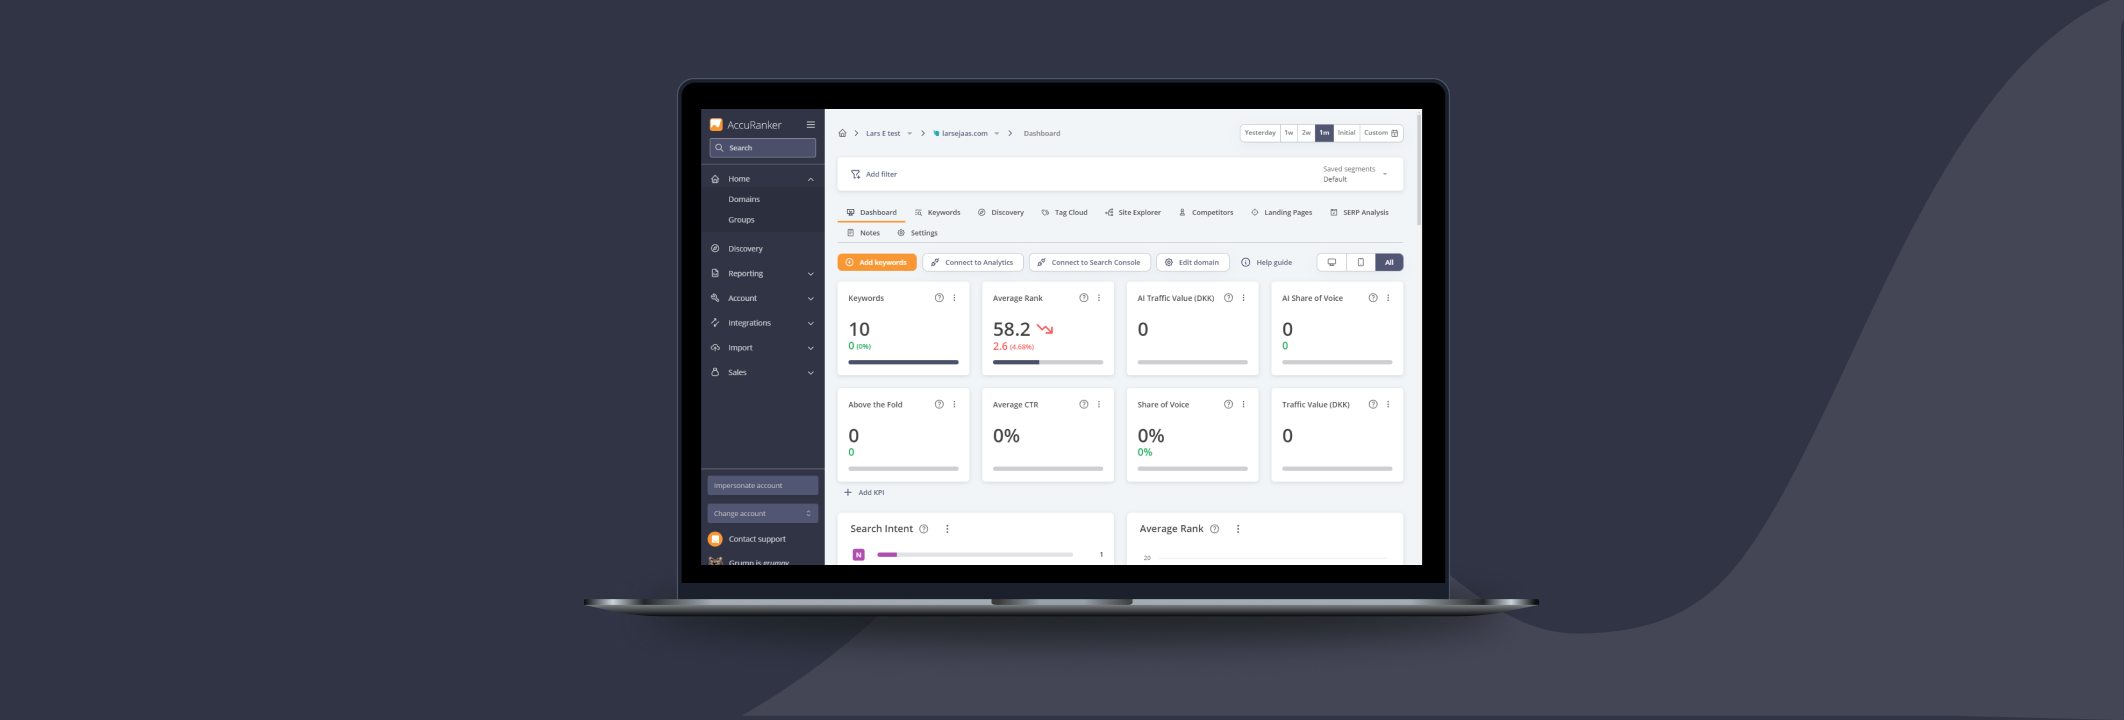 AccuRanker
Search
Home
Domains
Groups
Discovery
Reporting
Account
Integrations
Import
Sales
Impersonate account
Change account
Contact support
Grump is grumpy
Lars E test
larsejaas.com
Dashboard
Yesterday 1w 2w 1m Initial Custom
Add filter
Saved segments
Default
Dashboard Keywords Discovery Tag Cloud Site Explorer Competitors Landing Pages SERP Analysis
Notes Settings
Add keywords Connect to Analytics Connect to Search Console Edit domain Help guide All
Keywords
10
0 (0%)
Average Rank
58.2
2.6 (4.68%)
AI Traffic Value (DKK)
0
AI Share of Voice
0
0
Above the Fold
0
0
Average CTR
0%
Share of Voice
0%
0%
Traffic Value (DKK)
0
Add KPI
Search Intent
N 1
Average Rank
20